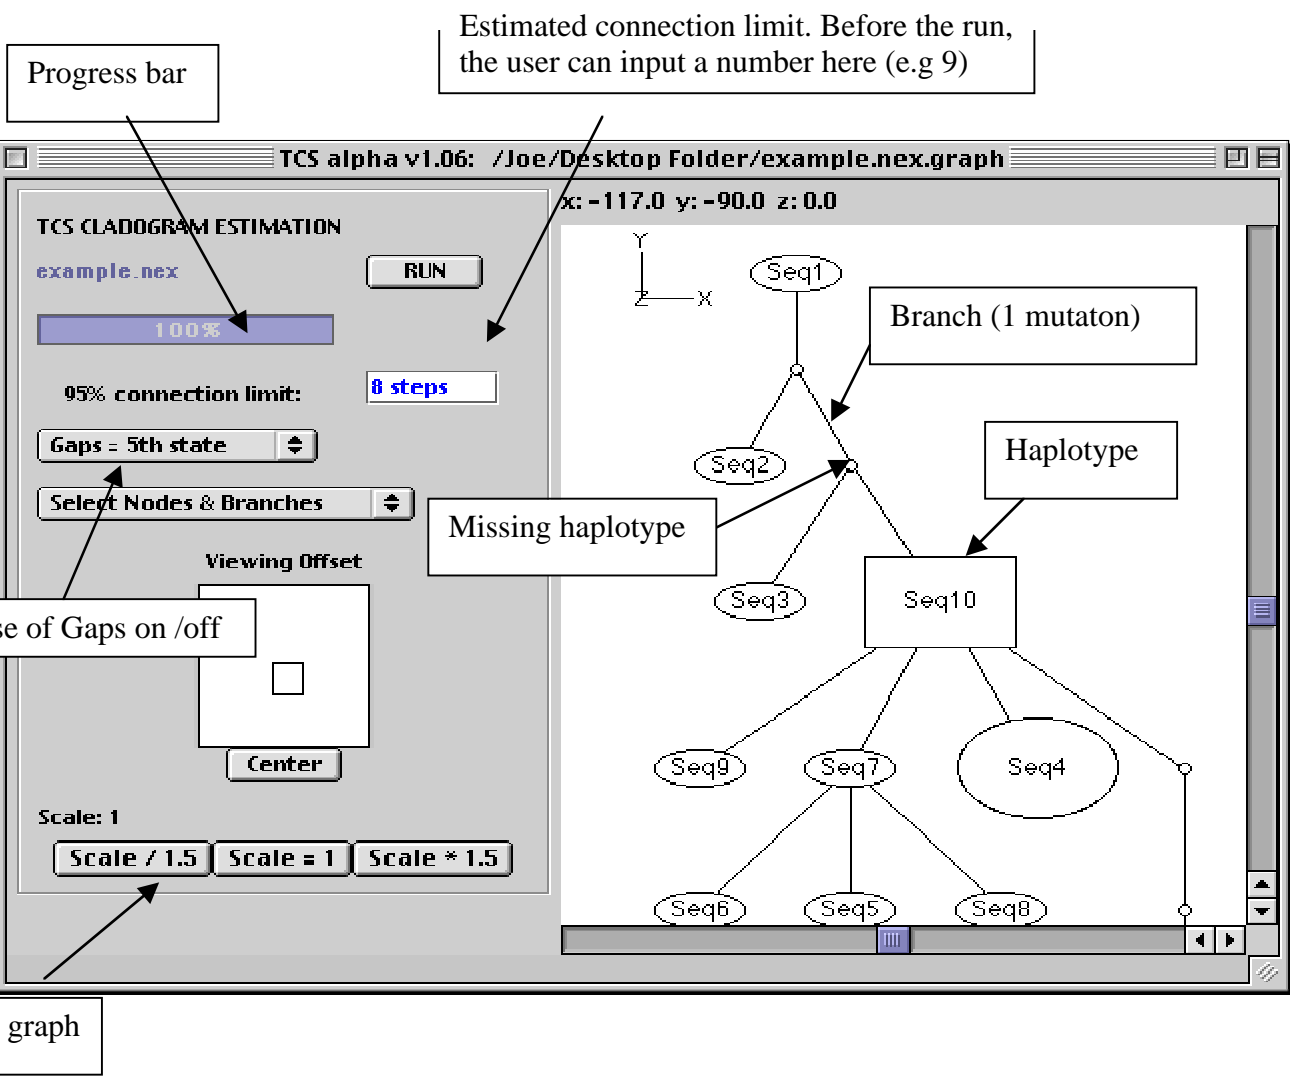 Estimated connection limit. Before the run,
the user can input a number here (e.g 9)
Progress bar
TCS alpha v1.06: /Joe/Desktop Folder/example.nex.graph
x: -117.0 y: -90.0 z: 0.0
TCS CLADOGRAM ESTIMATION
example.nex
RUN
100%
95% connection limit:
8 steps
Gaps = 5th state
Select Nodes & Branches
Viewing Offset
se of Gaps on /off
Center
Scale: 1
Scale / 1.5
Scale = 1
Scale * 1.5
graph
Y
Z
X
Seq1
Branch (1 mutaton)
Seq2
Haplotype
Missing haplotype
Seq3
Seq10
Seq9
Seq7
Seq4
Seq6
Seq5
Seq8